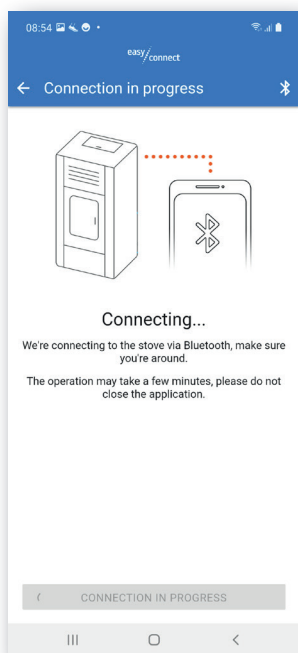 08:54
easy/connect
Connection in progress
Connecting...
We're connecting to the stove via Bluetooth, make sure
you're around.
The operation may take a few minutes, please do not
close the application.
CONNECTION IN PROGRESS